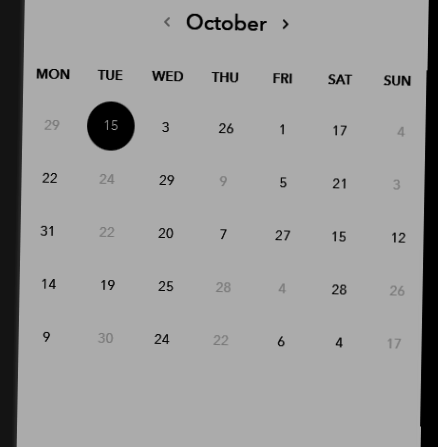 ‹ October ›
MON TUE WED THU FRI SAT SUN
29 15 3 26 1 17 4
22 24 29 9 5 21 3
31 22 20 7 27 15 12
14 19 25 28 4 28 26
9 30 24 22 6 4 17